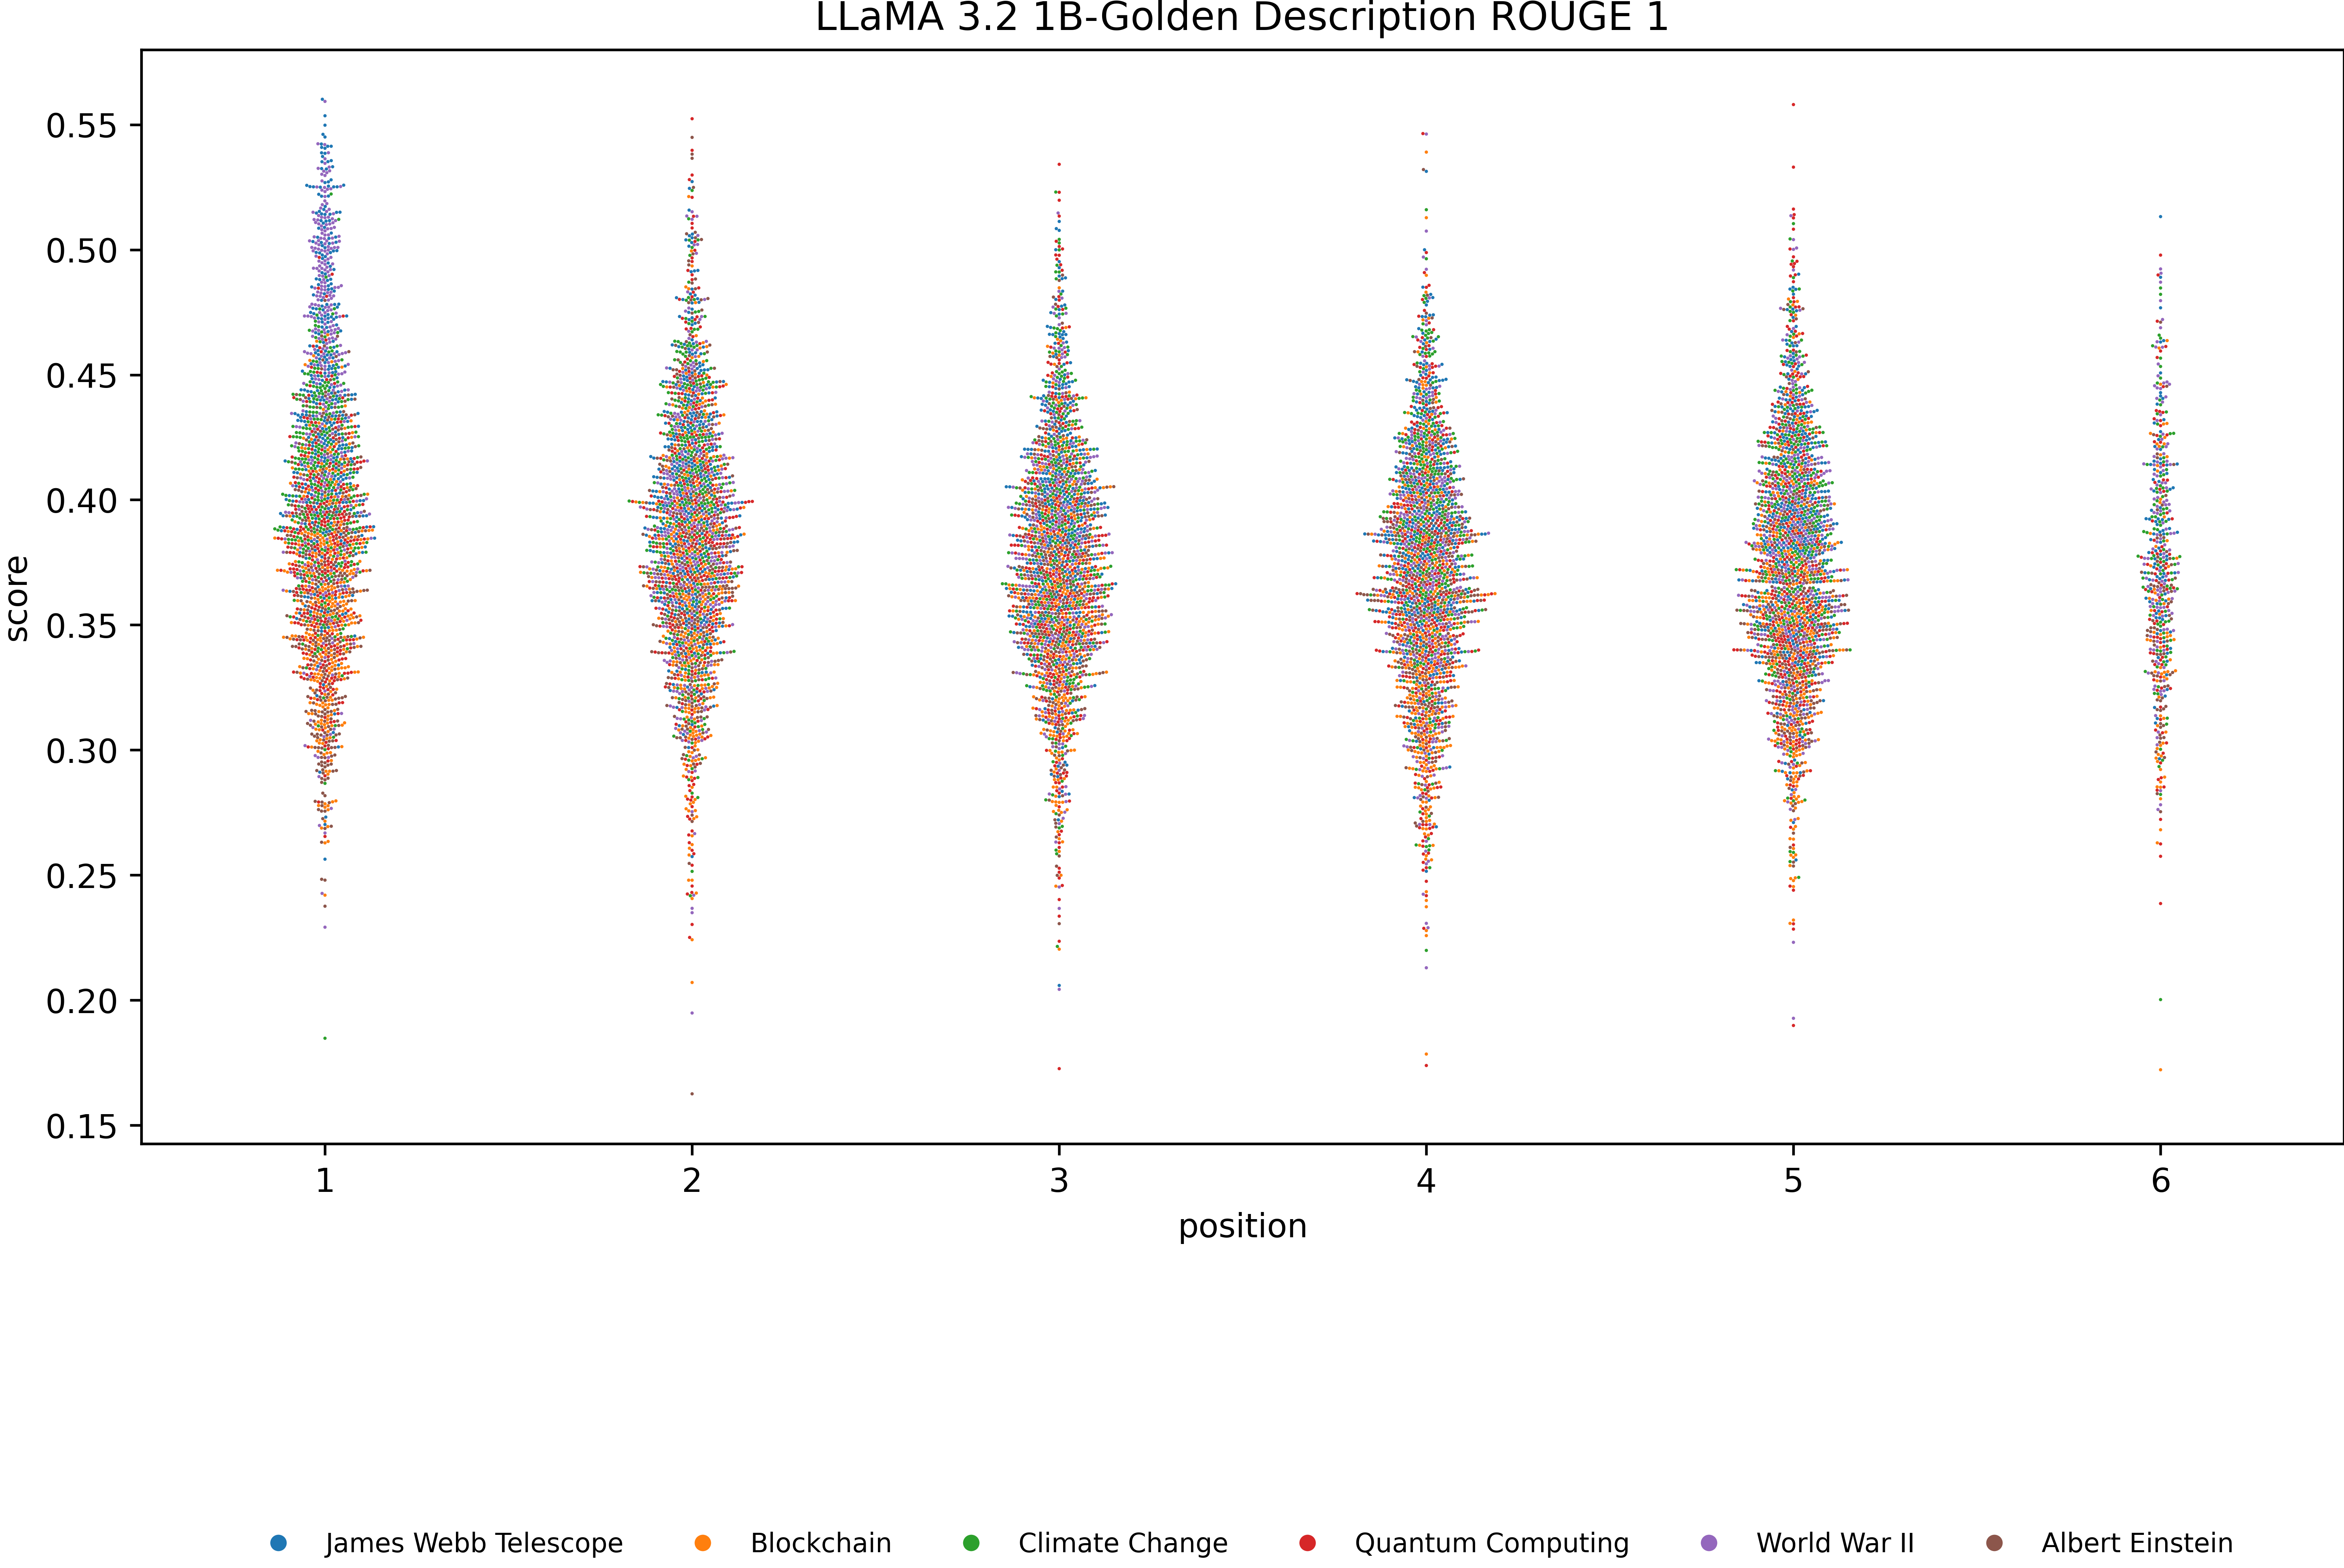 LLaMA 3.2 1B-Golden Description ROUGE 1
0.55
0.50
0.45
0.40
0.35
0.30
0.25
0.20
0.15
score
1 2 3 4 5 6
position
James Webb Telescope Blockchain Climate Change Quantum Computing World War II Albert Einstein